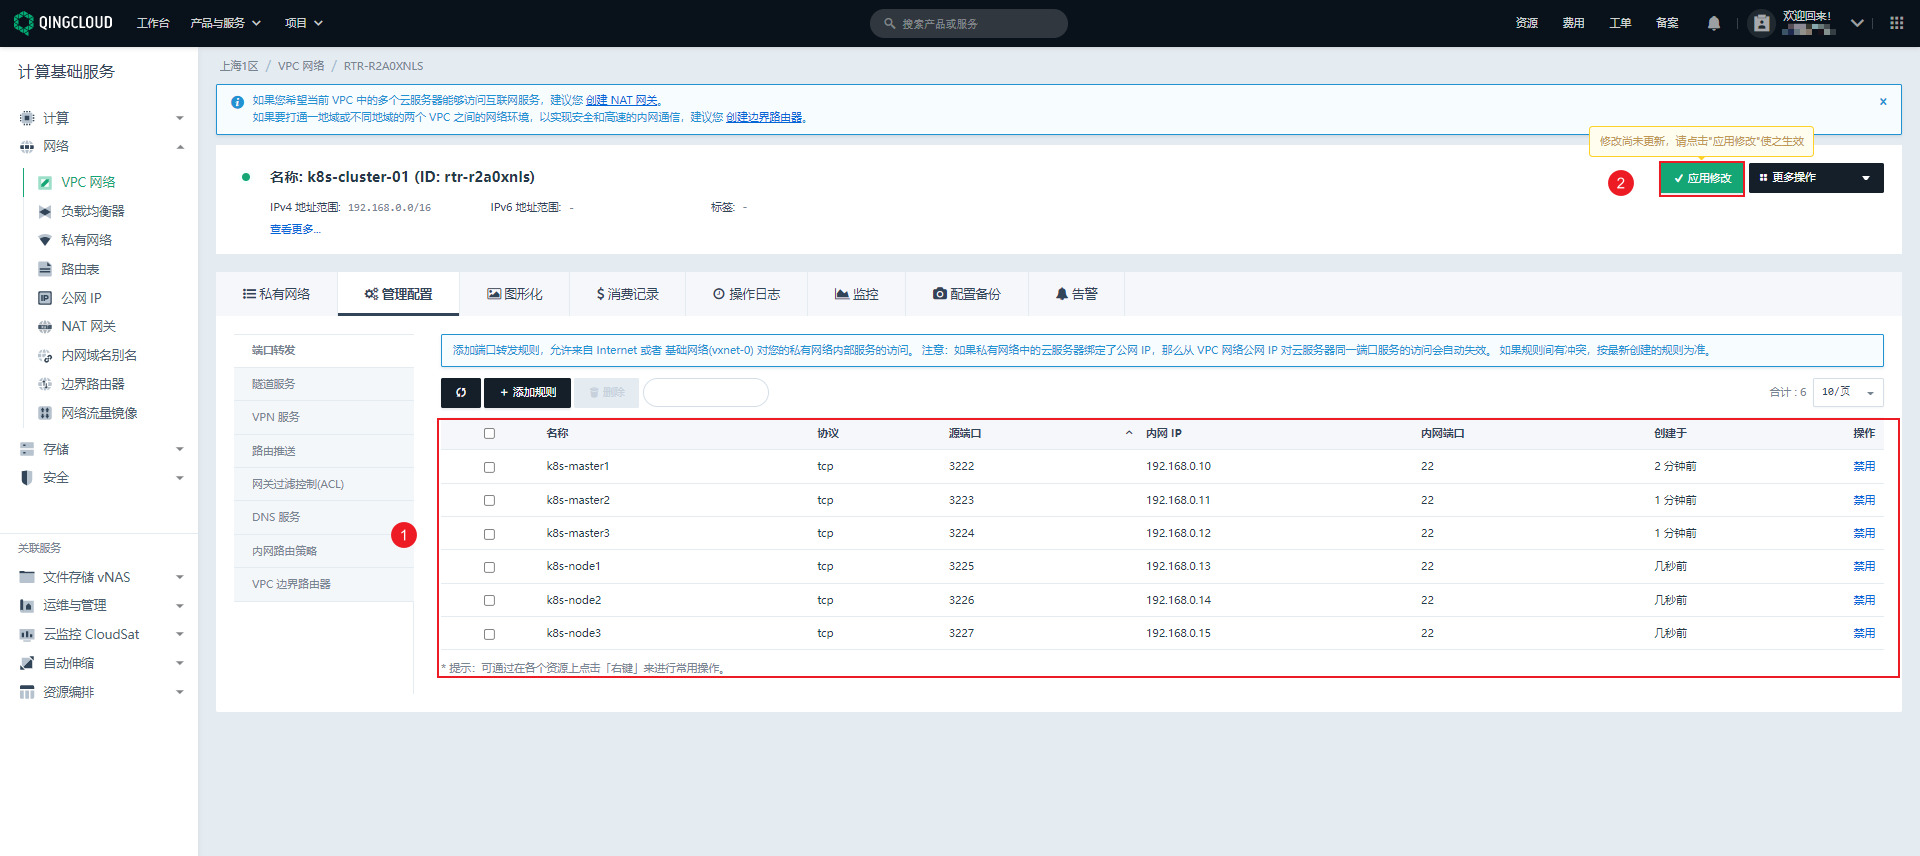 QINGCLOUD 工作台 产品与服务 项目 搜索产品或服务 资源 费用 工单 备案 欢迎回来!
计算基础服务
计算
网络
VPC 网络
负载均衡器
私有网络
路由表
公网 IP
NAT 网关
内网域名别名
边界路由器
网络流量镜像
存储
安全
关联服务
文件存储 vNAS
运维与管理
云监控 CloudSat
自动伸缩
资源编排
上海1区 / VPC 网络 / RTR-R2A0XNLS
如果您希望当前 VPC 中的多个云服务器能够访问互联网服务，建议您 创建 NAT 网关。
如果要打通一地域或不同地域的两个 VPC 之间的网络环境，以实现安全和高速的内网通信，建议您 创建边界路由器。
修改尚未更新，请点击"应用修改"使之生效
名称: k8s-cluster-01 (ID: rtr-r2a0xnls)
2 应用修改 更多操作
IPv4 地址范围: 192.168.0.0/16 IPv6 地址范围: - 标签: -
查看更多...
私有网络 管理配置 图形化 消费记录 操作日志 监控 配置备份 告警
端口转发
隧道服务
VPN 服务
路由推送
网关过滤控制(ACL)
DNS 服务
内网路由策略
VPC 边界路由器
1
添加端口转发规则，允许来自 Internet 或者 基础网络(vxnet-0) 对您的私有网络内部服务的访问。 注意：如果私有网络中的云服务器绑定了公网 IP，那么从 VPC 网络公网 IP 对云服务器同一端口服务的访问会自动失效。 如果规则间有冲突，按最新创建的规则为准。
+ 添加规则 删除 合计 : 6 10/页
名称 协议 源端口 内网 IP 内网端口 创建于 操作
k8s-master1 tcp 3222 192.168.0.10 22 2 分钟前 禁用
k8s-master2 tcp 3223 192.168.0.11 22 1 分钟前 禁用
k8s-master3 tcp 3224 192.168.0.12 22 1 分钟前 禁用
k8s-node1 tcp 3225 192.168.0.13 22 几秒前 禁用
k8s-node2 tcp 3226 192.168.0.14 22 几秒前 禁用
k8s-node3 tcp 3227 192.168.0.15 22 几秒前 禁用
* 提示：可通过在各个资源上点击「右键」来进行常用操作。